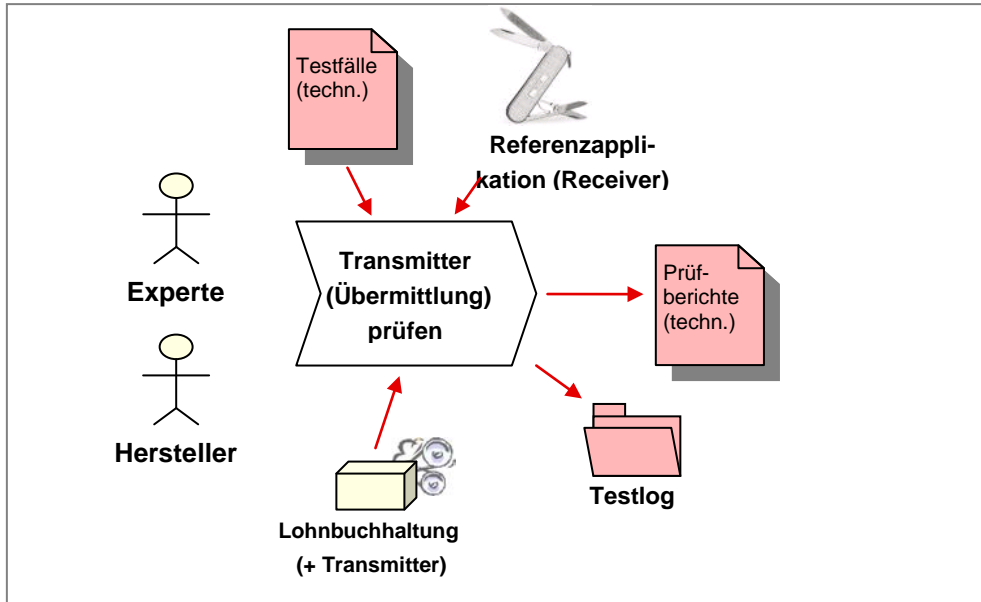 Testfälle
(techn.)
Referenzappli-
kation (Receiver)
Experte
Transmitter
(Übermittlung)
prüfen
Prüf-
berichte
(techn.)
Hersteller
Testlog
Lohnbuchhaltung
(+ Transmitter)